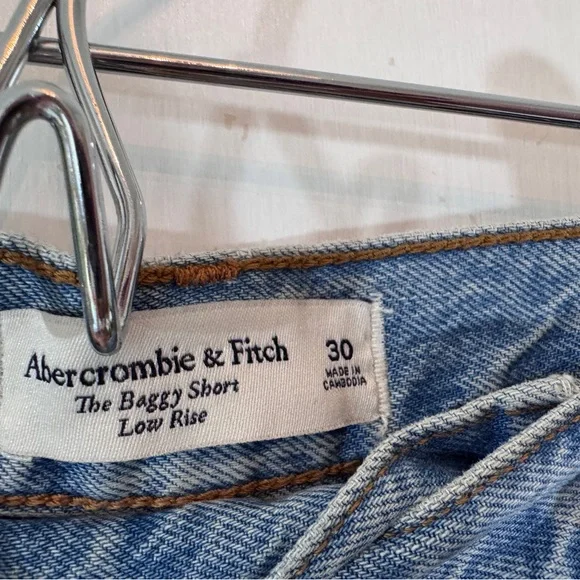 Abercrombie & Fitch
The Baggy Short
Low Rise
30
MADE IN
CAMBODIA